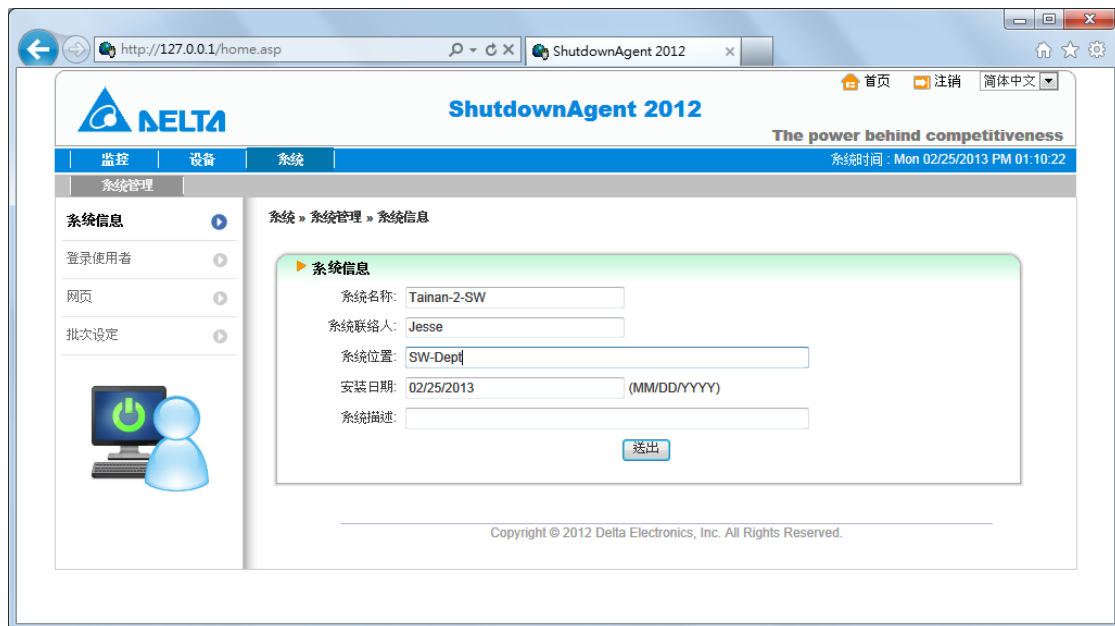 http://127.0.0.1/home.asp
ShutdownAgent 2012
首页 注销 简体中文
DELTA
ShutdownAgent 2012
The power behind competitiveness
监控 设备 系统 系统时间 : Mon 02/25/2013 PM 01:10:22
系统管理
系统信息
登录使用者
网页
批次设定
系统 » 系统管理 » 系统信息
系统信息
系统名称: Tainan-2-SW
系统联络人: Jesse
系统位置: SW-Dept
安装日期: 02/25/2013 (MM/DD/YYYY)
系统描述:
送出
Copyright © 2012 Delta Electronics, Inc. All Rights Reserved.